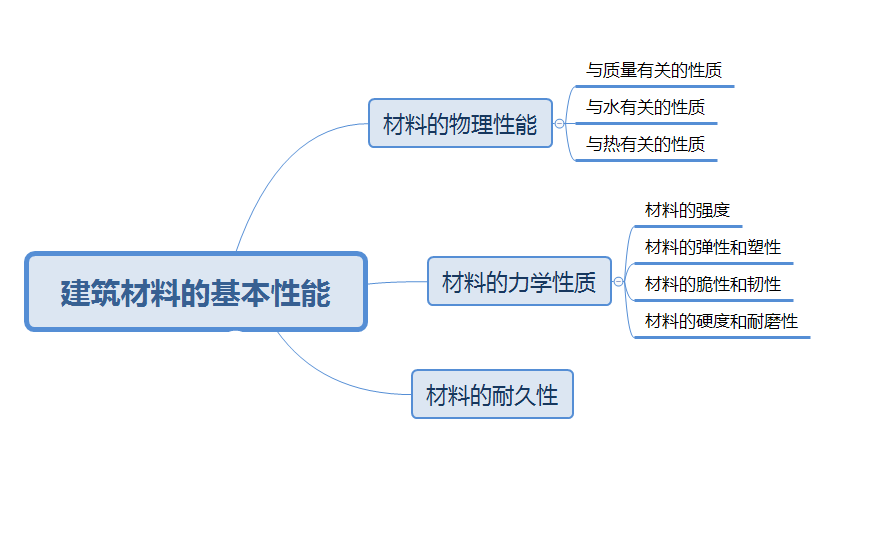 建筑材料的基本性能
材料的物理性能
与质量有关的性质
与水有关的性质
与热有关的性质
材料的力学性质
材料的强度
材料的弹性和塑性
材料的脆性和韧性
材料的硬度和耐磨性
材料的耐久性